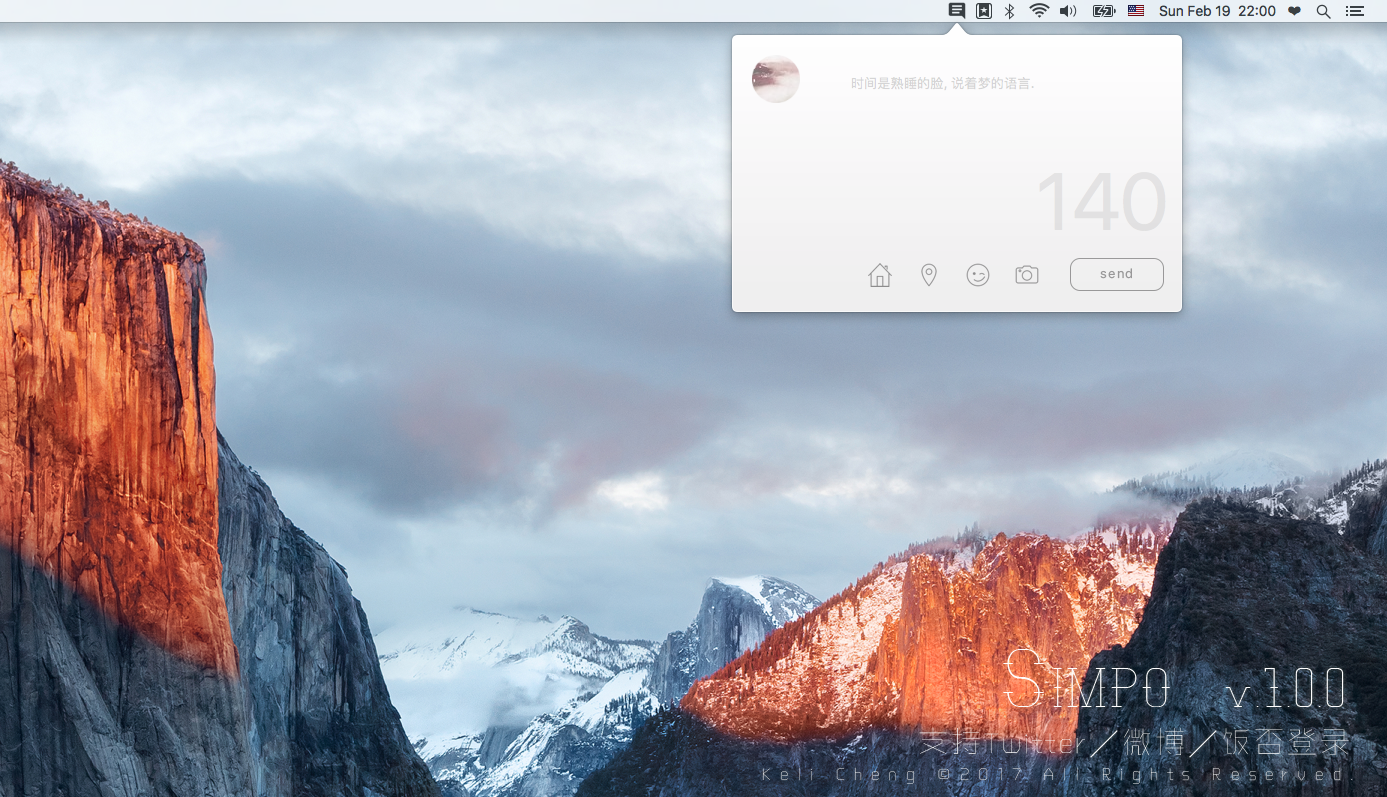 Sun Feb 19 22:00
时间是熟睡的脸, 说着梦的语言.
140
send
Simpo v.1.0.0
支持Twitter/微博/饭否登录
Keli Cheng ©2017 All Rights Reserved.